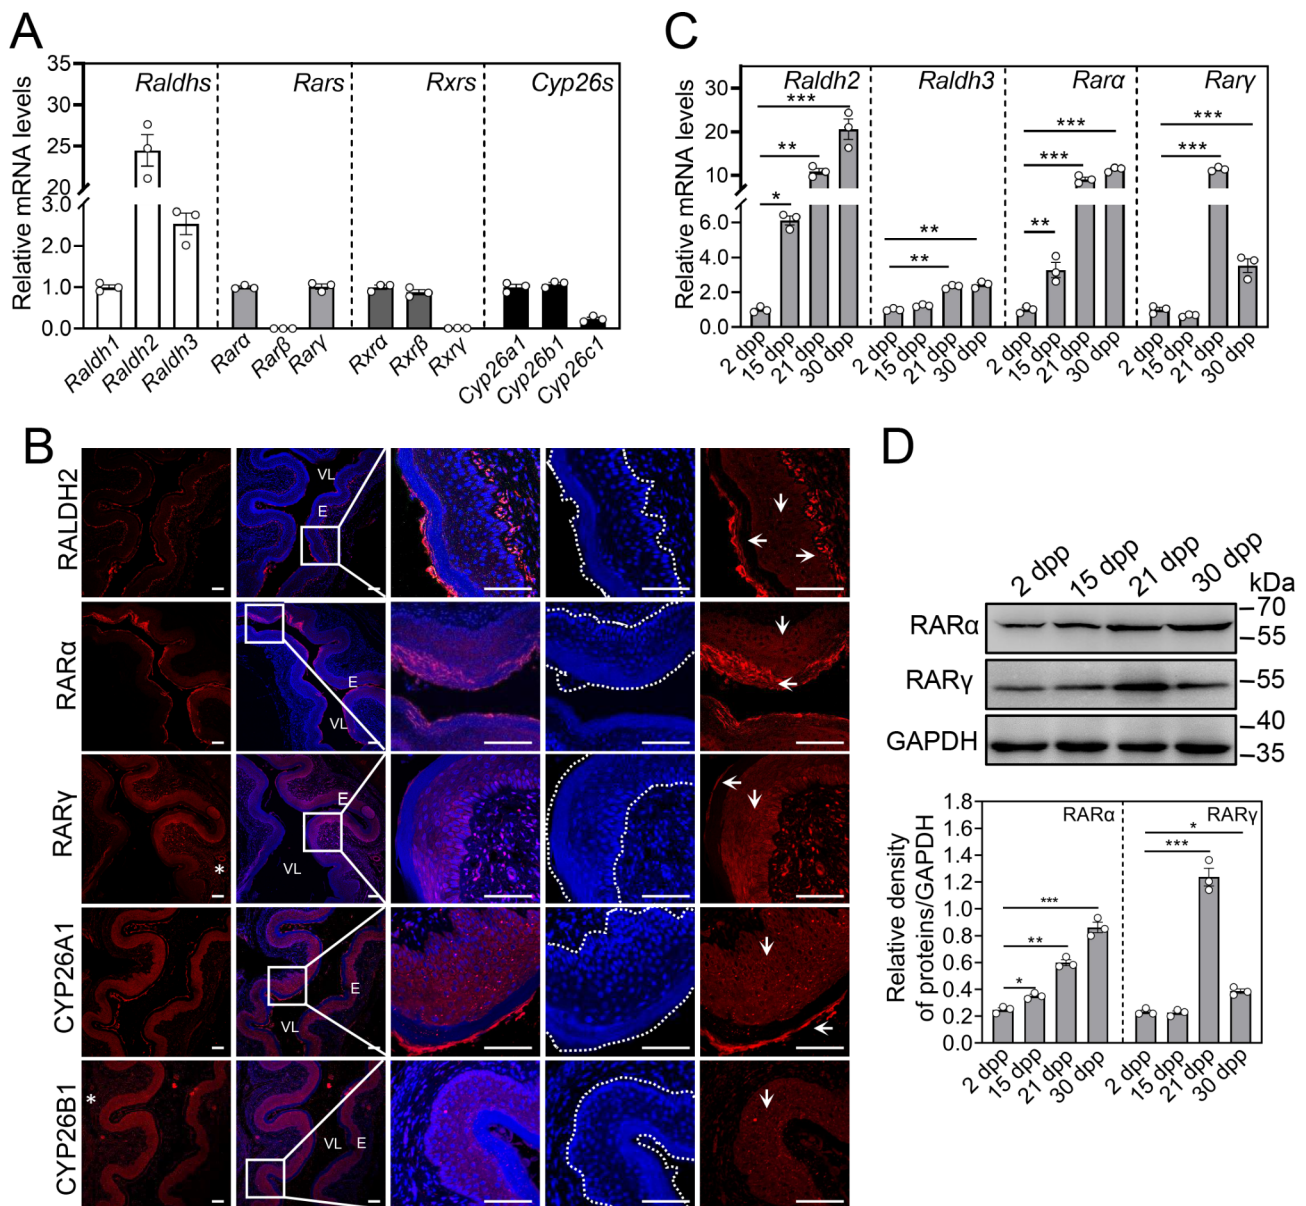 A
Relative mRNA levels
35
30
25
20
3.0
2.0
1.0
0.0
Raldhs
Rars
Rxrs
Cyp26s
Raldh1
Raldh2
Raldh3
Rarα
Rarβ
Rarγ
Rxrα
Rxrβ
Rxrγ
Cyp26a1
Cyp26b1
Cyp26c1
C
Relative mRNA levels
30
20
10
6.0
4.0
2.0
0.0
Raldh2
Raldh3
Rarα
Rarγ
* ** ***
** **
** *** ***
*** ***
2 dpp 15 dpp 21 dpp 30 dpp
2 dpp 15 dpp 21 dpp 30 dpp
2 dpp 15 dpp 21 dpp 30 dpp
2 dpp 15 dpp 21 dpp 30 dpp
B
RALDH2
VL
E
RARα
E
VL
RARγ
*
E
VL
CYP26A1
E
VL
CYP26B1
*
VL E
D
2 dpp 15 dpp 21 dpp 30 dpp kDa
RARα
70
55
RARγ
55
GAPDH
40
35
Relative density
of proteins/GAPDH
1.8
1.6
1.4
1.2
1.0
0.8
0.6
0.4
0.2
0.0
RARα
RARγ
* ** ***
*** *
2 dpp 15 dpp 21 dpp 30 dpp
2 dpp 15 dpp 21 dpp 30 dpp